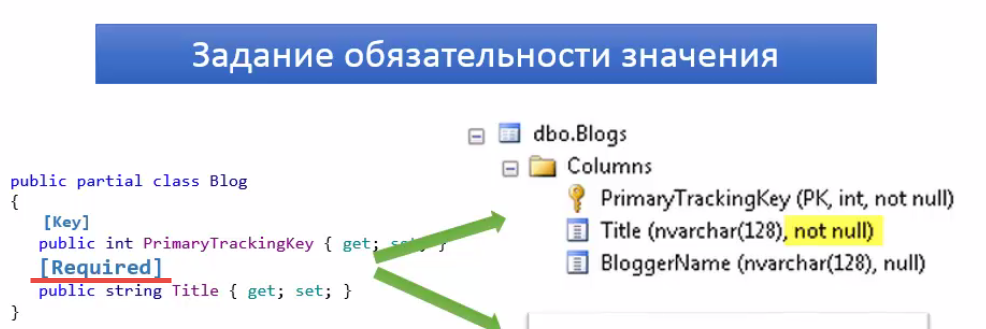 Задание обязательности значения
public partial class Blog
{
[Key]
public int PrimaryTrackingKey { get; set; }
[Required]
public string Title { get; set; }
}
dbo.Blogs
Columns
PrimaryTrackingKey (PK, int, not null)
Title (nvarchar(128), not null)
BloggerName (nvarchar(128), null)